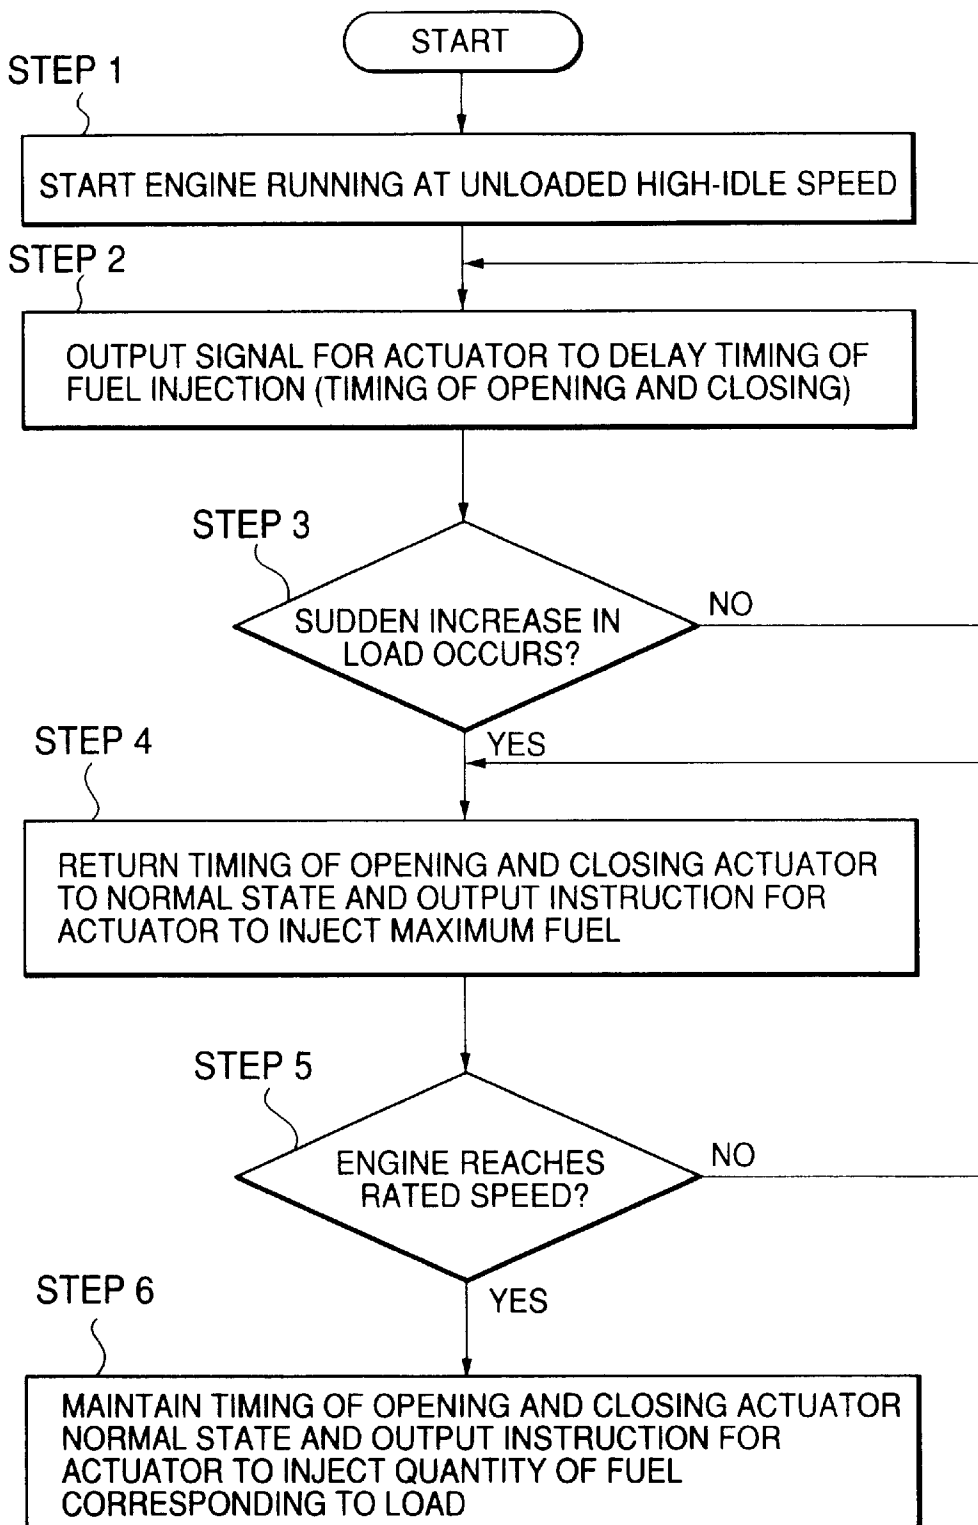 START
STEP 1
START ENGINE RUNNING AT UNLOADED HIGH-IDLE SPEED
STEP 2
OUTPUT SIGNAL FOR ACTUATOR TO DELAY TIMING OF
FUEL INJECTION (TIMING OF OPENING AND CLOSING)
STEP 3
SUDDEN INCREASE IN
LOAD OCCURS?
NO
YES
STEP 4
RETURN TIMING OF OPENING AND CLOSING ACTUATOR
TO NORMAL STATE AND OUTPUT INSTRUCTION FOR
ACTUATOR TO INJECT MAXIMUM FUEL
STEP 5
ENGINE REACHES
RATED SPEED?
NO
YES
STEP 6
MAINTAIN TIMING OF OPENING AND CLOSING ACTUATOR
NORMAL STATE AND OUTPUT INSTRUCTION FOR
ACTUATOR TO INJECT QUANTITY OF FUEL
CORRESPONDING TO LOAD